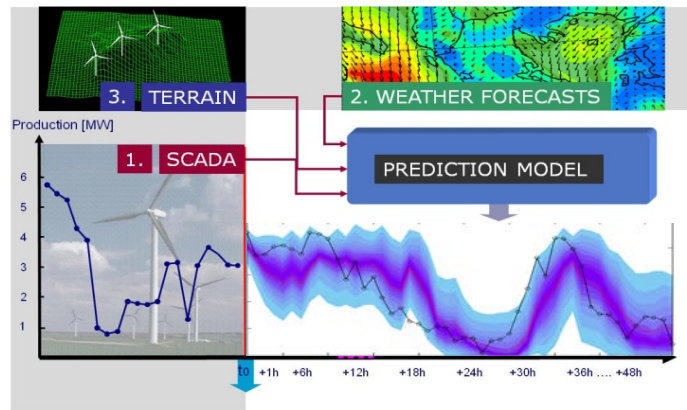 3. TERRAIN
2. WEATHER FORECASTS
Production [MW]
1. SCADA
PREDICTION MODEL
6
5
4
3
2
1
t0 +1h +6h +12h +18h +24h +30h +36h .... +48h